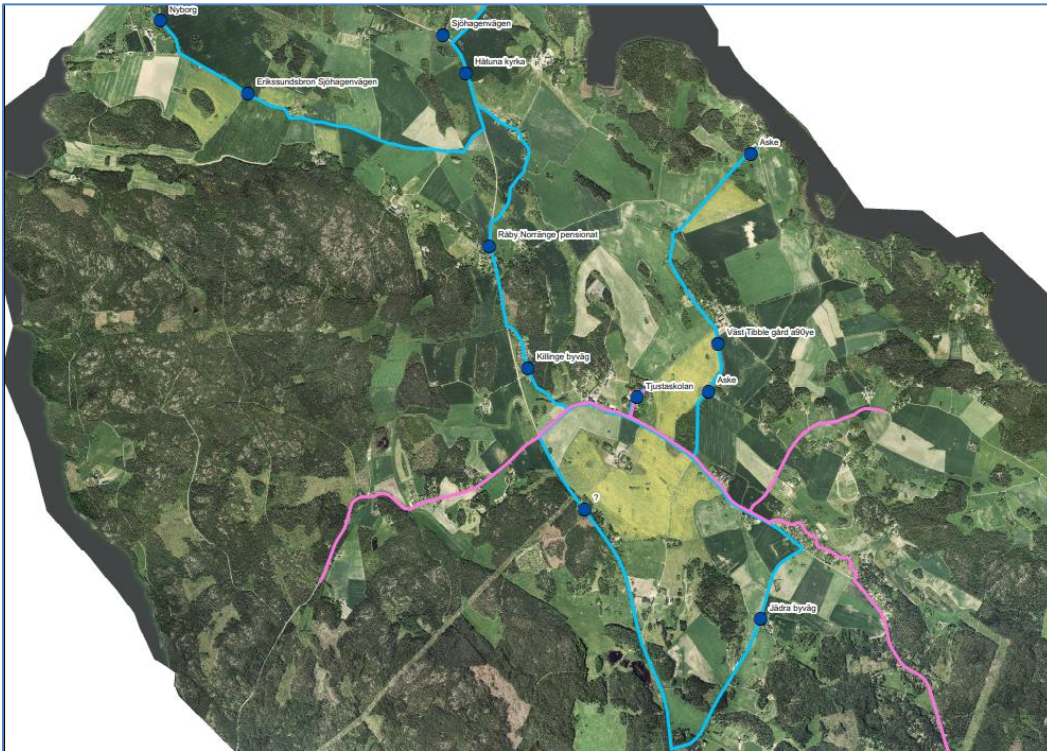 Nyborg
Sjöhagenvägen
Håtuna kyrka
Erikssundsbron Sjöhagenvägen
Aske
Råby Norränge pensionat
Väst Tibble gård a90ye
Killinge byväg
Aske
Tjustaskolan
?
Jädra byväg